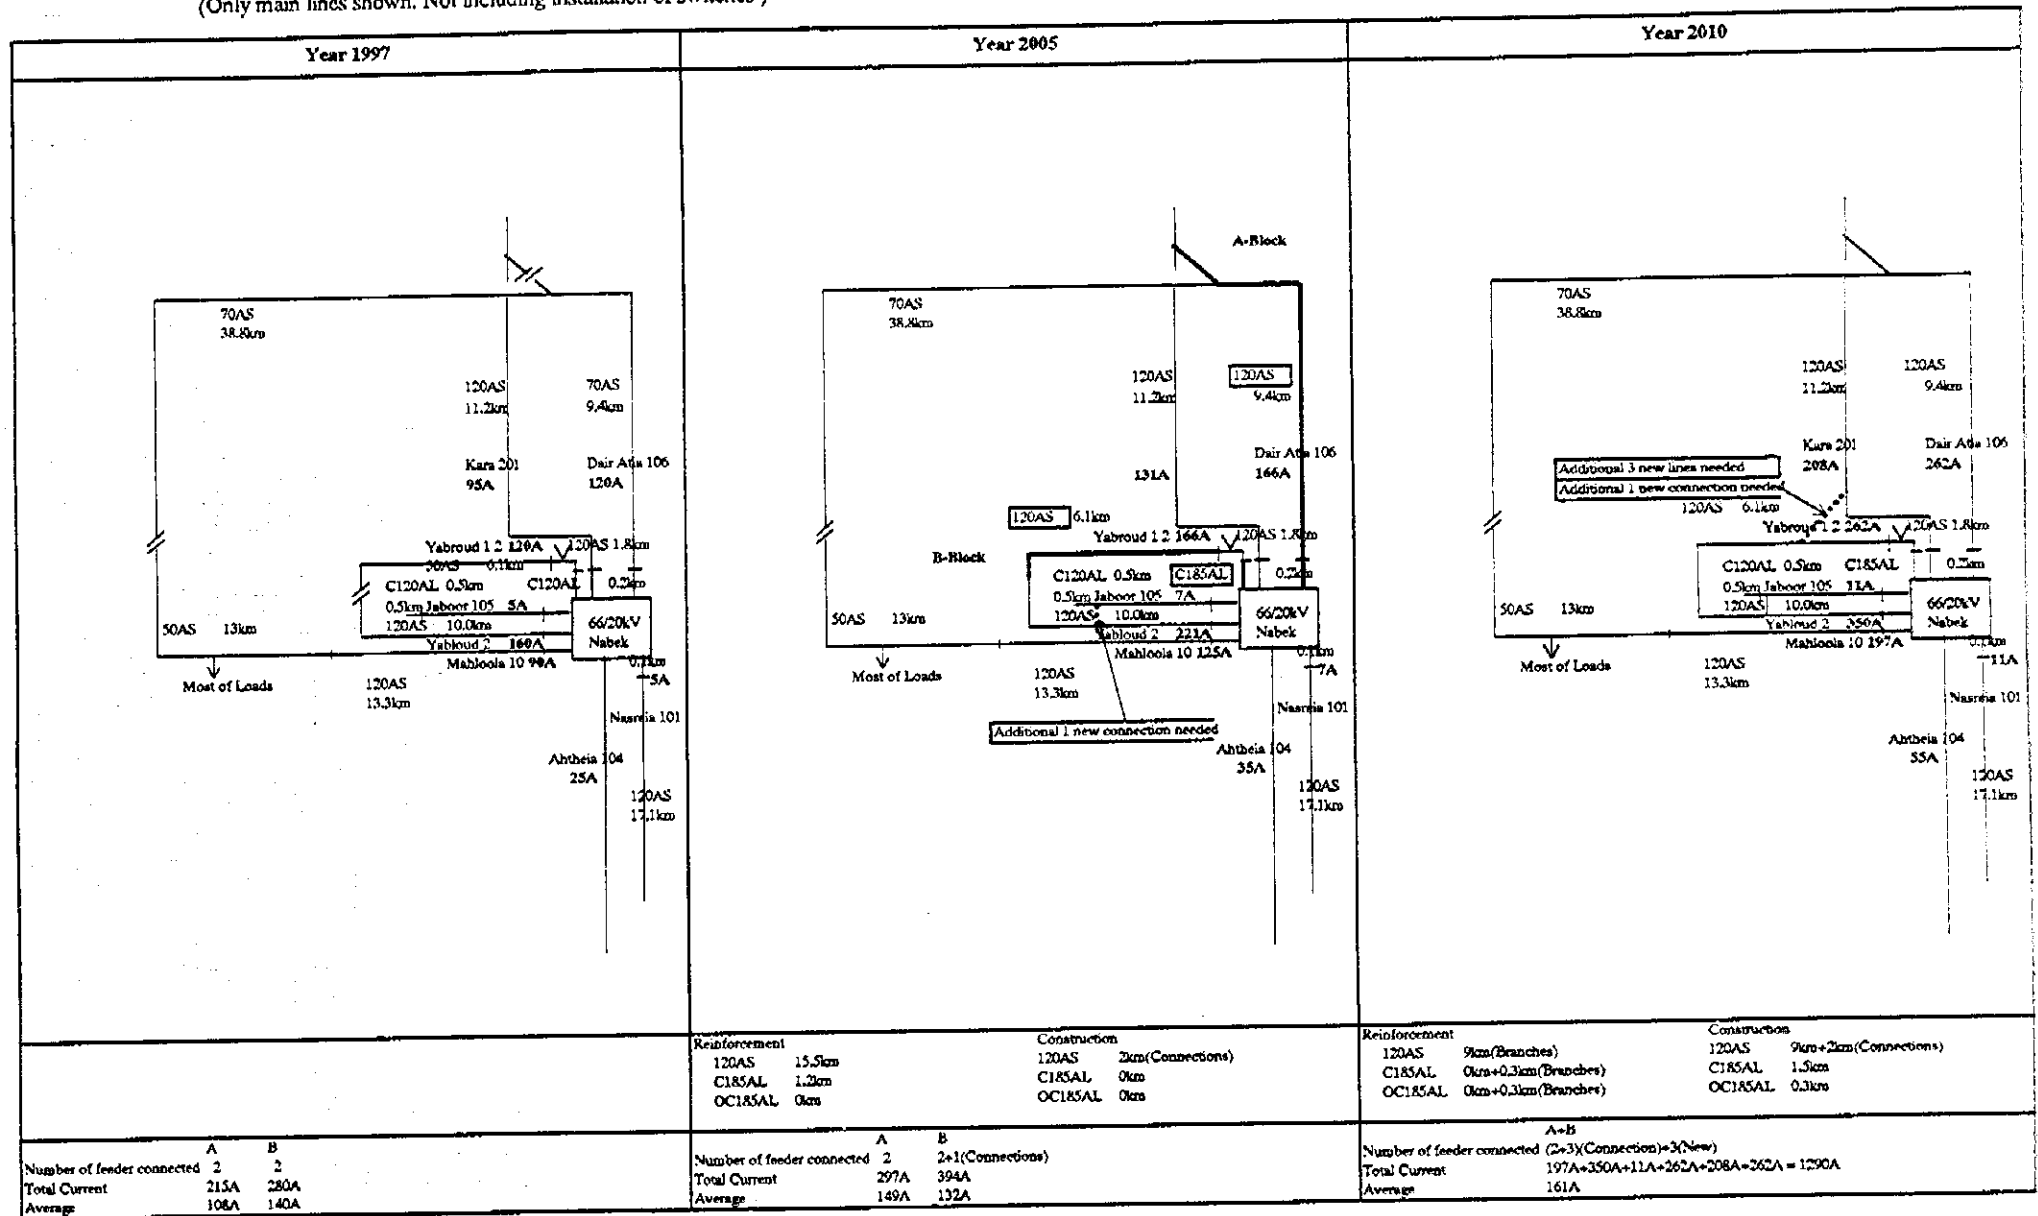 (Only main lines shown. Not including installation of switches )
Year 1997
Year 2005
Year 2010
70AS
38.8km
120AS
11.2km
70AS
9.4km
Kara 201
95A
Dair Atia 106
120A
Yabroud 1 2 120A
120AS 1.8km
50AS 6.1km
C120AL 0.5km
C120AL
0.2km
0.5km Jaboor 105 5A
120AS 10.0km
66/20kV
Nabek
50AS 13km
Yabloud 2 160A
Mahloola 10 90A
0.1km
5A
Most of Loads
120AS
13.3km
Nasreia 101
Ahtheia 104
25A
120AS
17.1km
A-Block
70AS
38.8km
120AS
11.2km
120AS
9.4km
131A
Dair Atia 106
166A
120AS 6.1km
Yabroud 1 2 166A
120AS 1.8km
B-Block
C120AL 0.5km
C185AL
0.2km
0.5km Jaboor 105 7A
120AS 10.0km
66/20kV
Nabek
50AS 13km
Yabloud 2 221A
Mahloola 10 125A
0.1km
7A
Most of Loads
120AS
13.3km
Nasreia 101
Additional 1 new connection needed
Ahtheia 104
35A
120AS
17.1km
70AS
38.8km
120AS
11.2km
120AS
9.4km
Kara 201
208A
Dair Atia 106
262A
Additional 3 new lines needed
Additional 1 new connection needed
120AS 6.1km
Yabroud 1 2 262A
120AS 1.8km
C120AL 0.5km
C185AL
0.2km
0.5km Jaboor 105 11A
120AS 10.0km
66/20kV
Nabek
50AS 13km
Yabloud 2 350A
Mahloola 10 197A
0.1km
11A
Most of Loads
120AS
13.3km
Nasreia 101
Ahtheia 104
55A
120AS
17.1km
Reinforcement
120AS 15.5km
C185AL 1.2km
OC185AL 0km
Construction
120AS 2km(Connections)
C185AL 0km
OC185AL 0km
Reinforcement
120AS 9km(Branches)
C185AL 0km+0.3km(Branches)
OC185AL 0km+0.3km(Branches)
Construction
120AS 9km+2km(Connections)
C185AL 1.5km
OC185AL 0.3km
A B
Number of feeder connected 2 2
Total Current 215A 280A
Average 108A 140A
A B
Number of feeder connected 2 2+1(Connections)
Total Current 297A 394A
Average 149A 132A
A+B
Number of feeder connected (2+3)(Connection)+3(New)
Total Current 197A+350A+11A+262A+208A+262A = 1290A
Average 161A